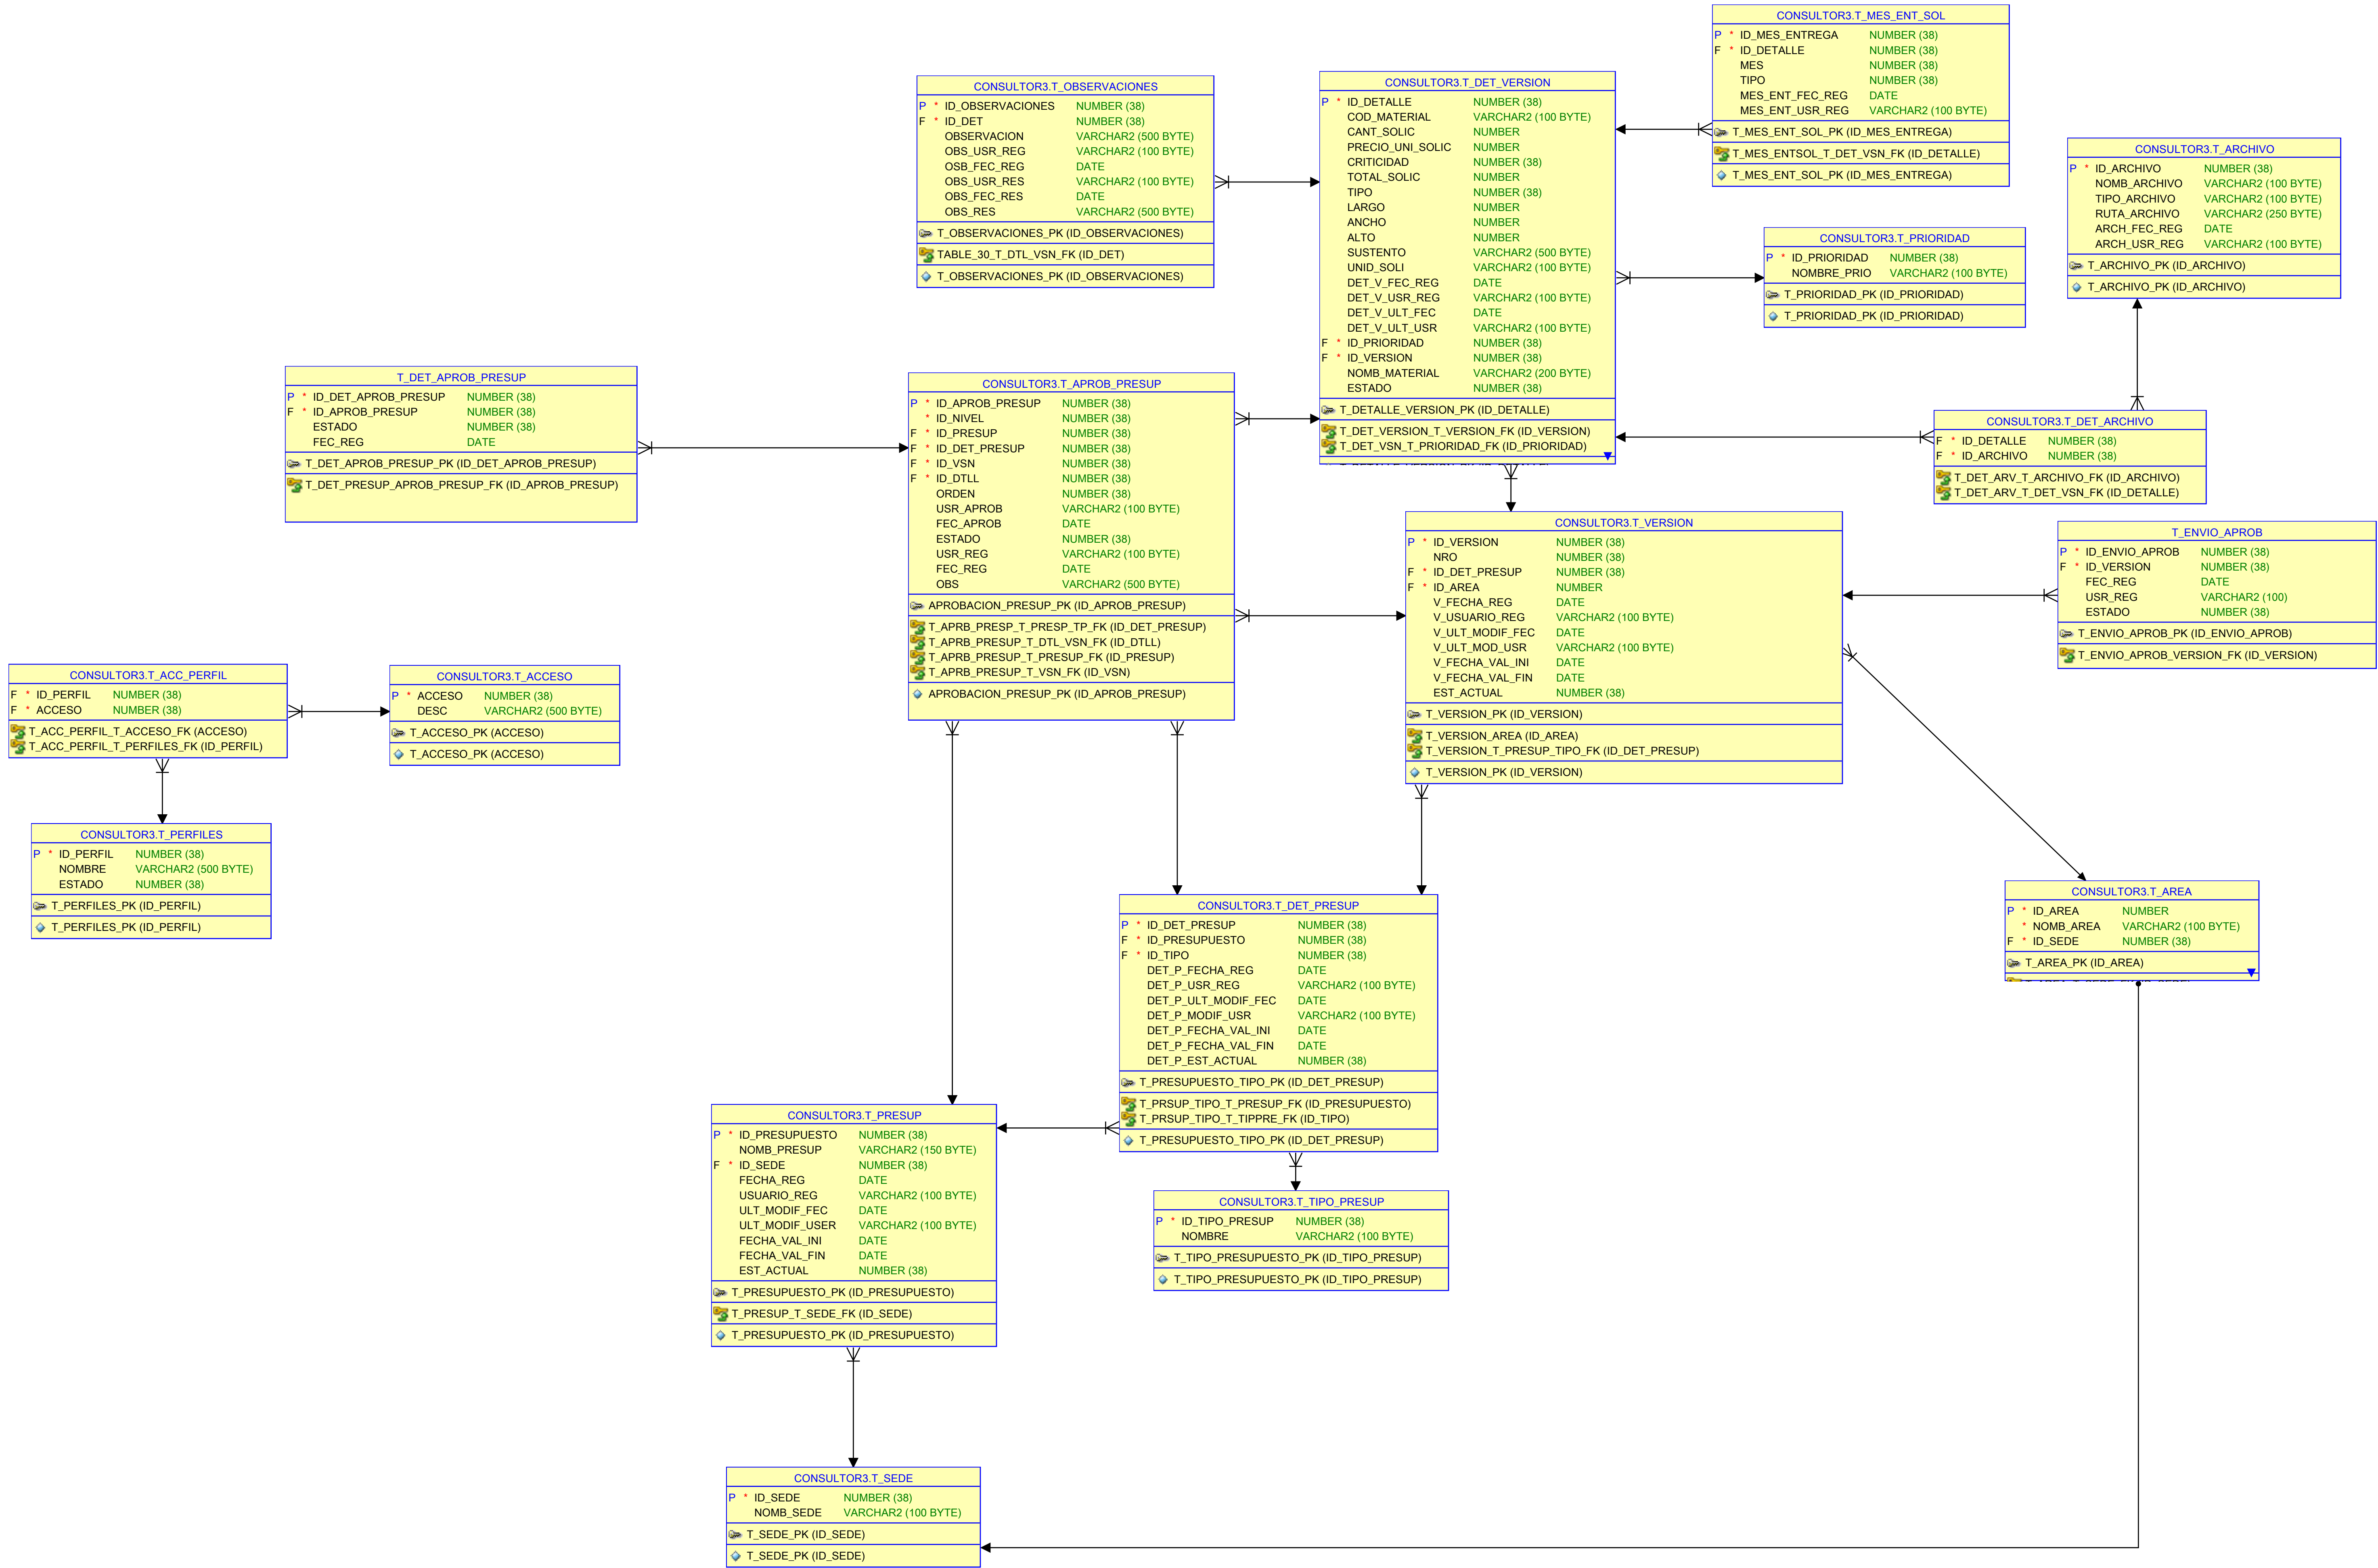 CONSULTOR3.T_MES_ENT_SOL
P * ID_MES_ENTREGA NUMBER (38)
F * ID_DETALLE NUMBER (38)
MES NUMBER (38)
TIPO NUMBER (38)
MES_ENT_FEC_REG DATE
MES_ENT_USR_REG VARCHAR2 (100 BYTE)
T_MES_ENT_SOL_PK (ID_MES_ENTREGA)
T_MES_ENTSOL_T_DET_VSN_FK (ID_DETALLE)
T_MES_ENT_SOL_PK (ID_MES_ENTREGA)
CONSULTOR3.T_OBSERVACIONES
P * ID_OBSERVACIONES NUMBER (38)
F * ID_DET NUMBER (38)
OBSERVACION VARCHAR2 (500 BYTE)
OBS_USR_REG VARCHAR2 (100 BYTE)
OSB_FEC_REG DATE
OBS_USR_RES VARCHAR2 (100 BYTE)
OBS_FEC_RES DATE
OBS_RES VARCHAR2 (500 BYTE)
T_OBSERVACIONES_PK (ID_OBSERVACIONES)
TABLE_30_T_DTL_VSN_FK (ID_DET)
T_OBSERVACIONES_PK (ID_OBSERVACIONES)
CONSULTOR3.T_DET_VERSION
P * ID_DETALLE NUMBER (38)
COD_MATERIAL VARCHAR2 (100 BYTE)
CANT_SOLIC NUMBER
PRECIO_UNI_SOLIC NUMBER
CRITICIDAD NUMBER (38)
TOTAL_SOLIC NUMBER
TIPO NUMBER (38)
LARGO NUMBER
ANCHO NUMBER
ALTO NUMBER
SUSTENTO VARCHAR2 (500 BYTE)
UNID_SOLI VARCHAR2 (100 BYTE)
DET_V_FEC_REG DATE
DET_V_USR_REG VARCHAR2 (100 BYTE)
DET_V_ULT_FEC DATE
DET_V_ULT_USR VARCHAR2 (100 BYTE)
F * ID_PRIORIDAD NUMBER (38)
F * ID_VERSION NUMBER (38)
NOMB_MATERIAL VARCHAR2 (200 BYTE)
ESTADO NUMBER (38)
T_DETALLE_VERSION_PK (ID_DETALLE)
T_DET_VERSION_T_VERSION_FK (ID_VERSION)
T_DET_VSN_T_PRIORIDAD_FK (ID_PRIORIDAD)
CONSULTOR3.T_ARCHIVO
P * ID_ARCHIVO NUMBER (38)
NOMB_ARCHIVO VARCHAR2 (100 BYTE)
TIPO_ARCHIVO VARCHAR2 (100 BYTE)
RUTA_ARCHIVO VARCHAR2 (250 BYTE)
ARCH_FEC_REG DATE
ARCH_USR_REG VARCHAR2 (100 BYTE)
T_ARCHIVO_PK (ID_ARCHIVO)
T_ARCHIVO_PK (ID_ARCHIVO)
CONSULTOR3.T_PRIORIDAD
P * ID_PRIORIDAD NUMBER (38)
NOMBRE_PRIO VARCHAR2 (100 BYTE)
T_PRIORIDAD_PK (ID_PRIORIDAD)
T_PRIORIDAD_PK (ID_PRIORIDAD)
T_DET_APROB_PRESUP
P * ID_DET_APROB_PRESUP NUMBER (38)
F * ID_APROB_PRESUP NUMBER (38)
ESTADO NUMBER (38)
FEC_REG DATE
T_DET_APROB_PRESUP_PK (ID_DET_APROB_PRESUP)
T_DET_PRESUP_APROB_PRESUP_FK (ID_APROB_PRESUP)
CONSULTOR3.T_APROB_PRESUP
P * ID_APROB_PRESUP NUMBER (38)
* ID_NIVEL NUMBER (38)
F * ID_PRESUP NUMBER (38)
F * ID_DET_PRESUP NUMBER (38)
F * ID_VSN NUMBER (38)
F * ID_DTLL NUMBER (38)
ORDEN NUMBER (38)
USR_APROB VARCHAR2 (100 BYTE)
FEC_APROB DATE
ESTADO NUMBER (38)
USR_REG VARCHAR2 (100 BYTE)
FEC_REG DATE
OBS VARCHAR2 (500 BYTE)
APROBACION_PRESUP_PK (ID_APROB_PRESUP)
T_APRB_PRESP_T_PRESP_TP_FK (ID_DET_PRESUP)
T_APRB_PRESUP_T_DTL_VSN_FK (ID_DTLL)
T_APRB_PRESUP_T_PRESUP_FK (ID_PRESUP)
T_APRB_PRESUP_T_VSN_FK (ID_VSN)
APROBACION_PRESUP_PK (ID_APROB_PRESUP)
CONSULTOR3.T_DET_ARCHIVO
F * ID_DETALLE NUMBER (38)
F * ID_ARCHIVO NUMBER (38)
T_DET_ARV_T_ARCHIVO_FK (ID_ARCHIVO)
T_DET_ARV_T_DET_VSN_FK (ID_DETALLE)
CONSULTOR3.T_VERSION
P * ID_VERSION NUMBER (38)
NRO NUMBER (38)
F * ID_DET_PRESUP NUMBER (38)
F * ID_AREA NUMBER
V_FECHA_REG DATE
V_USUARIO_REG VARCHAR2 (100 BYTE)
V_ULT_MODIF_FEC DATE
V_ULT_MOD_USR VARCHAR2 (100 BYTE)
V_FECHA_VAL_INI DATE
V_FECHA_VAL_FIN DATE
EST_ACTUAL NUMBER (38)
T_VERSION_PK (ID_VERSION)
T_VERSION_AREA (ID_AREA)
T_VERSION_T_PRESUP_TIPO_FK (ID_DET_PRESUP)
T_VERSION_PK (ID_VERSION)
T_ENVIO_APROB
P * ID_ENVIO_APROB NUMBER (38)
F * ID_VERSION NUMBER (38)
FEC_REG DATE
USR_REG VARCHAR2 (100)
ESTADO NUMBER (38)
T_ENVIO_APROB_PK (ID_ENVIO_APROB)
T_ENVIO_APROB_VERSION_FK (ID_VERSION)
CONSULTOR3.T_ACC_PERFIL
F * ID_PERFIL NUMBER (38)
F * ACCESO NUMBER (38)
T_ACC_PERFIL_T_ACCESO_FK (ACCESO)
T_ACC_PERFIL_T_PERFILES_FK (ID_PERFIL)
CONSULTOR3.T_ACCESO
P * ACCESO NUMBER (38)
DESC VARCHAR2 (500 BYTE)
T_ACCESO_PK (ACCESO)
T_ACCESO_PK (ACCESO)
CONSULTOR3.T_PERFILES
P * ID_PERFIL NUMBER (38)
NOMBRE VARCHAR2 (500 BYTE)
ESTADO NUMBER (38)
T_PERFILES_PK (ID_PERFIL)
T_PERFILES_PK (ID_PERFIL)
CONSULTOR3.T_AREA
P * ID_AREA NUMBER
* NOMB_AREA VARCHAR2 (100 BYTE)
F * ID_SEDE NUMBER (38)
T_AREA_PK (ID_AREA)
CONSULTOR3.T_DET_PRESUP
P * ID_DET_PRESUP NUMBER (38)
F * ID_PRESUPUESTO NUMBER (38)
F * ID_TIPO NUMBER (38)
DET_P_FECHA_REG DATE
DET_P_USR_REG VARCHAR2 (100 BYTE)
DET_P_ULT_MODIF_FEC DATE
DET_P_MODIF_USR VARCHAR2 (100 BYTE)
DET_P_FECHA_VAL_INI DATE
DET_P_FECHA_VAL_FIN DATE
DET_P_EST_ACTUAL NUMBER (38)
T_PRESUPUESTO_TIPO_PK (ID_DET_PRESUP)
T_PRSUP_TIPO_T_PRESUP_FK (ID_PRESUPUESTO)
T_PRSUP_TIPO_T_TIPPRE_FK (ID_TIPO)
T_PRESUPUESTO_TIPO_PK (ID_DET_PRESUP)
CONSULTOR3.T_PRESUP
P * ID_PRESUPUESTO NUMBER (38)
NOMB_PRESUP VARCHAR2 (150 BYTE)
F * ID_SEDE NUMBER (38)
FECHA_REG DATE
USUARIO_REG VARCHAR2 (100 BYTE)
ULT_MODIF_FEC DATE
ULT_MODIF_USER VARCHAR2 (100 BYTE)
FECHA_VAL_INI DATE
FECHA_VAL_FIN DATE
EST_ACTUAL NUMBER (38)
T_PRESUPUESTO_PK (ID_PRESUPUESTO)
T_PRESUP_T_SEDE_FK (ID_SEDE)
T_PRESUPUESTO_PK (ID_PRESUPUESTO)
CONSULTOR3.T_TIPO_PRESUP
P * ID_TIPO_PRESUP NUMBER (38)
NOMBRE VARCHAR2 (100 BYTE)
T_TIPO_PRESUPUESTO_PK (ID_TIPO_PRESUP)
T_TIPO_PRESUPUESTO_PK (ID_TIPO_PRESUP)
CONSULTOR3.T_SEDE
P * ID_SEDE NUMBER (38)
NOMB_SEDE VARCHAR2 (100 BYTE)
T_SEDE_PK (ID_SEDE)
T_SEDE_PK (ID_SEDE)